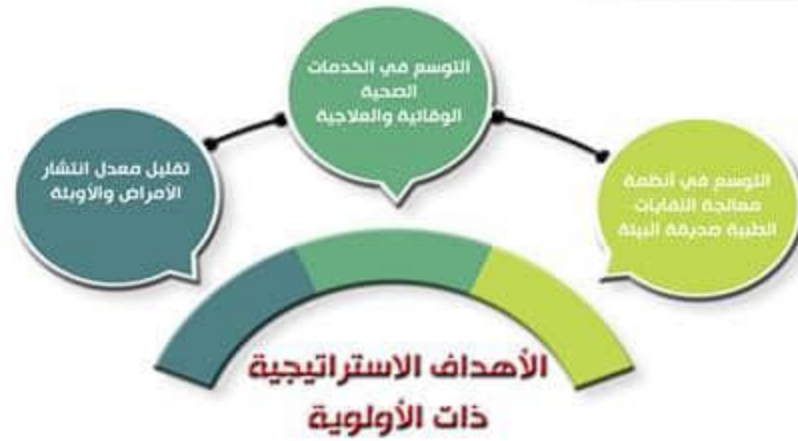 التوسع في أنظمة
معالجة النفايات
الطبية صديقة البيئة
التوسع في الخدمات
الصحية
الوقائية والعلاجية
تقليل معدل انتشار
الأمراض والأوبئة
الأهداف الاستراتيجية
ذات الأولوية